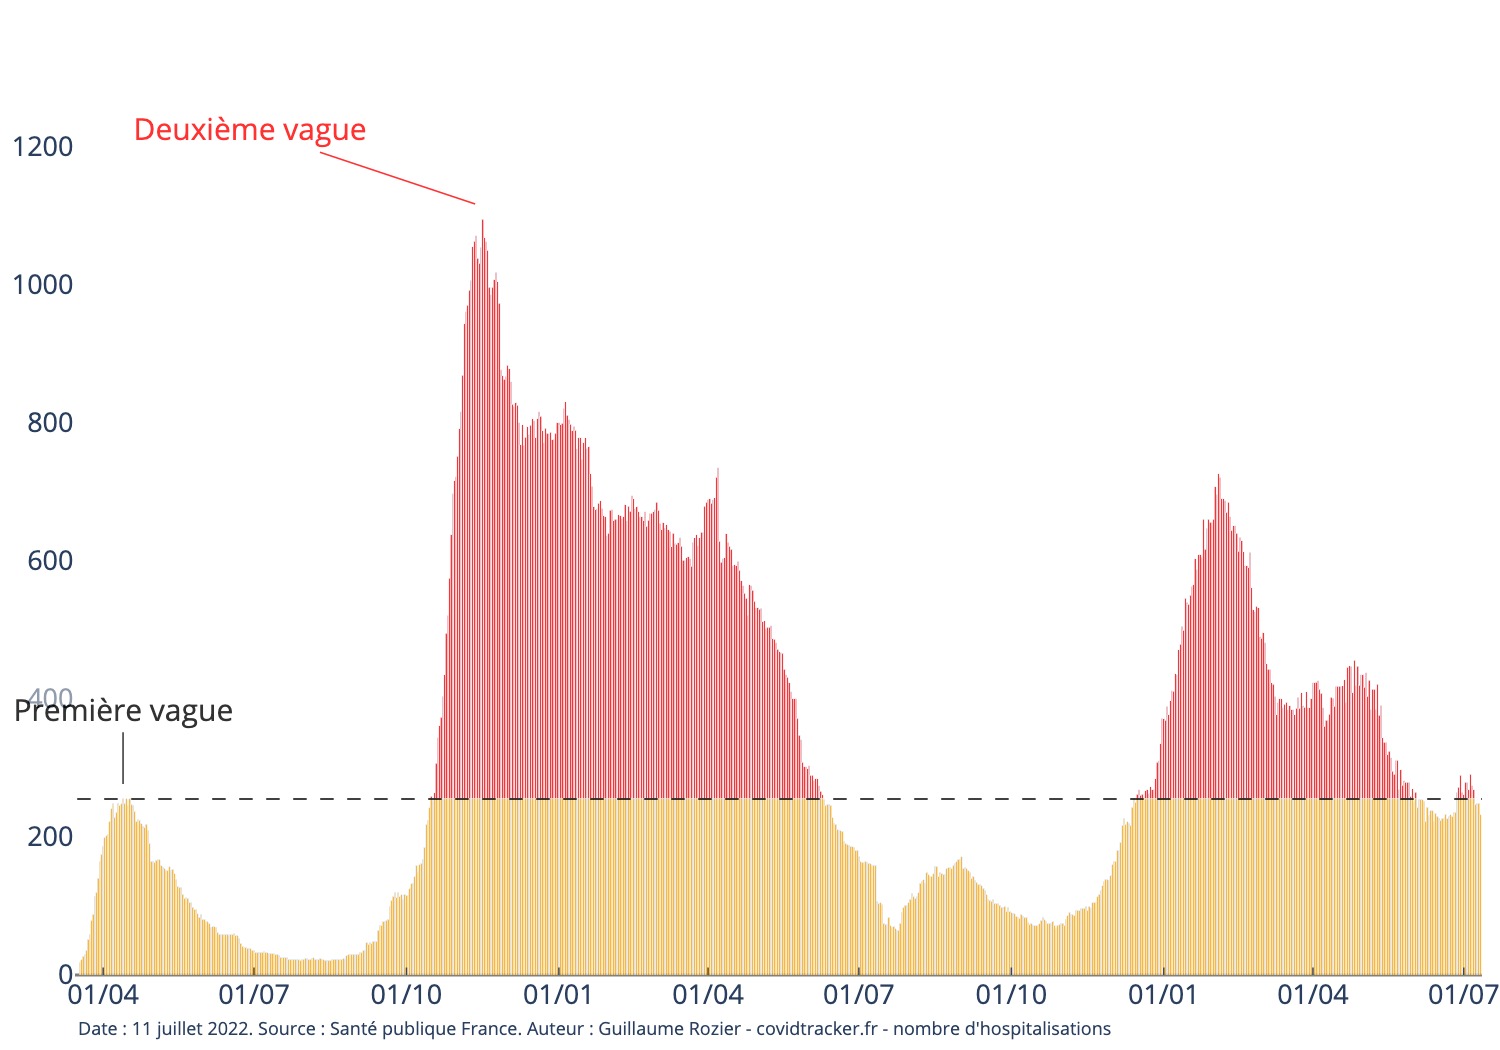 Deuxième vague
1200
1000
800
600
400
Première vague
200
0
01/04 01/07 01/10 01/01 01/04 01/07 01/10 01/01 01/04 01/07
Date : 11 juillet 2022. Source : Santé publique France. Auteur : Guillaume Rozier - covidtracker.fr - nombre d'hospitalisations